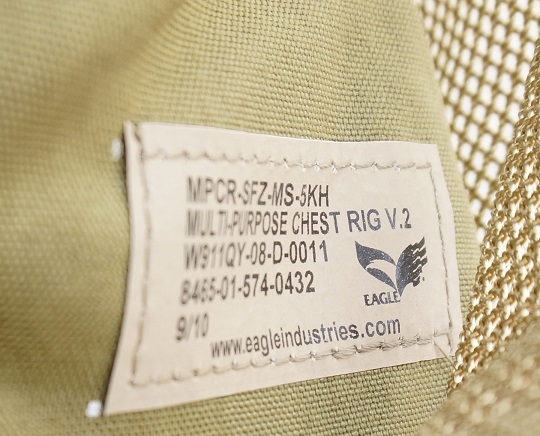 MPCR-SFZ-MS-5KH
MULTI-PURPOSE CHEST RIG V.2
W911QY-08-D-0011
8465-01-574-0432
9/10
EAGLE
www.eagleindustries.com